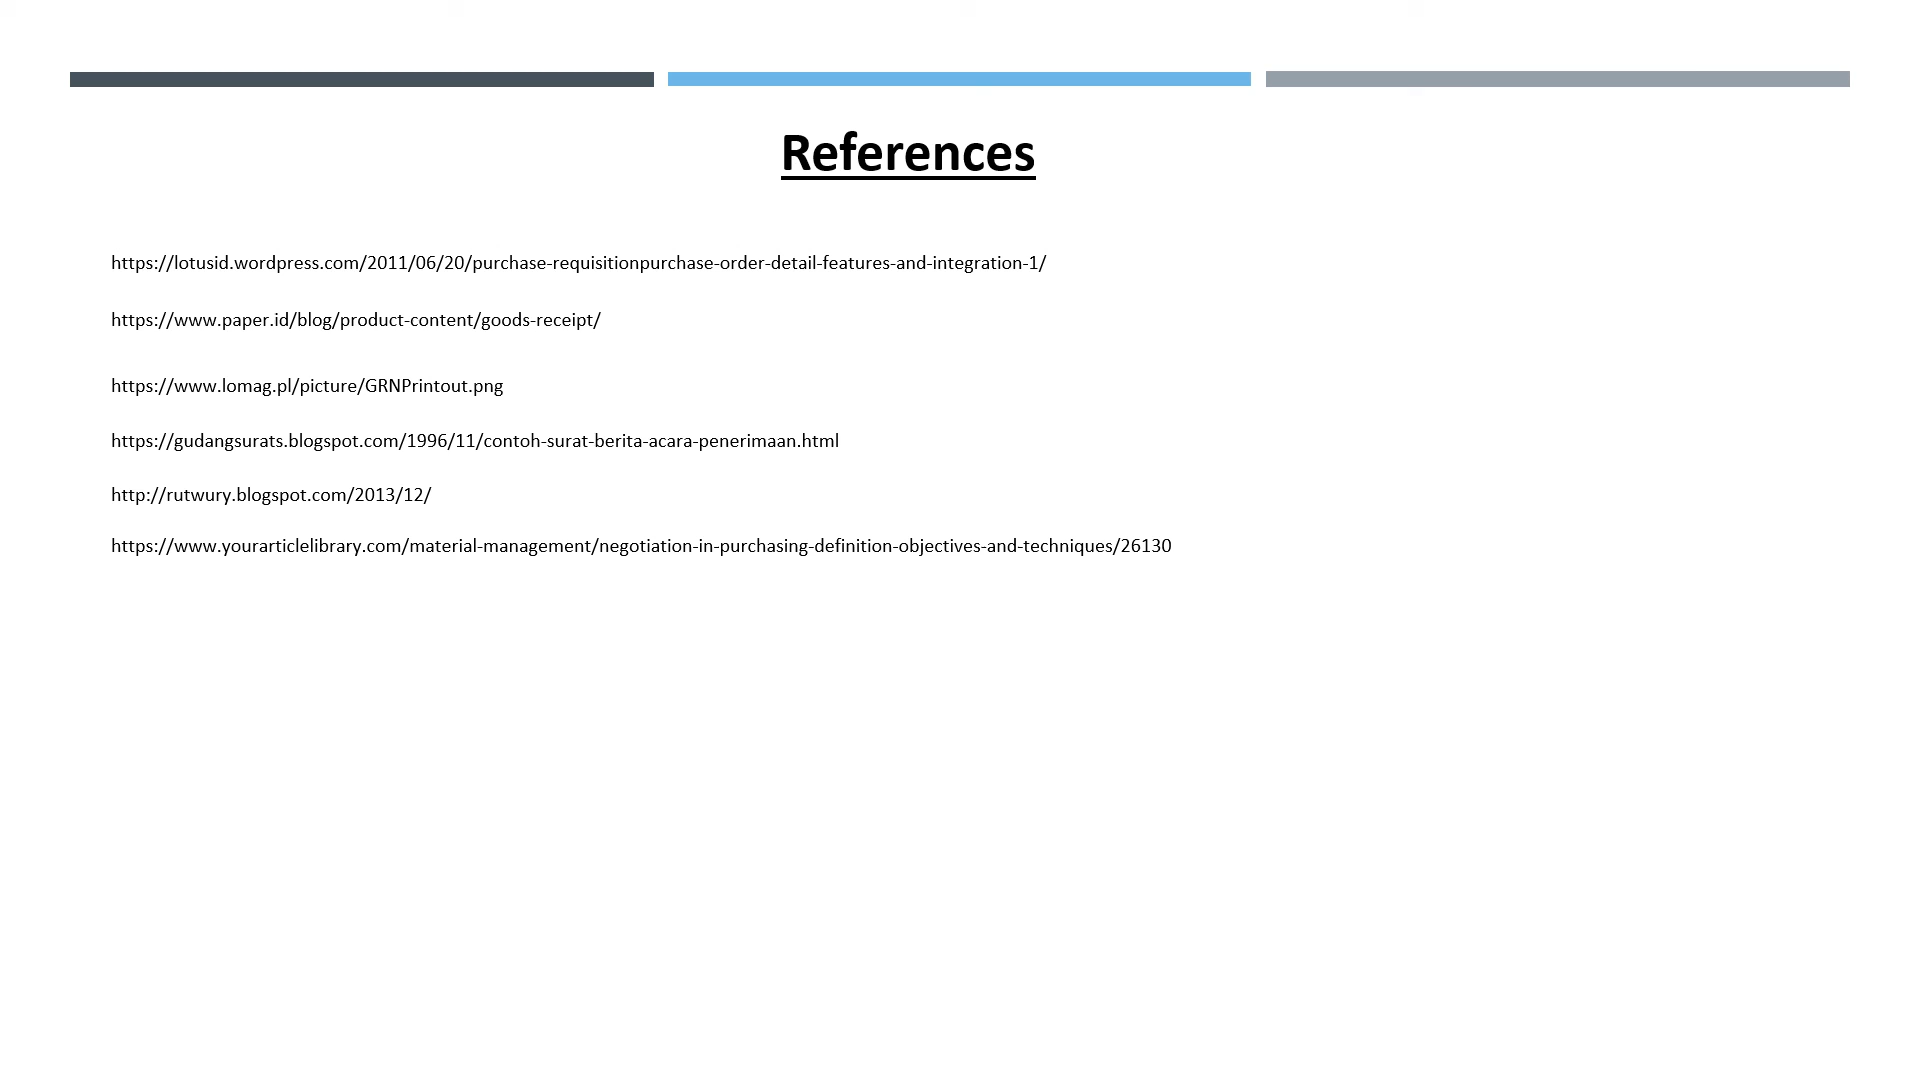 References
https://lotusid.wordpress.com/2011/06/20/purchase-requisitionpurchase-order-detail-features-and-integration-1/
https://www.paper.id/blog/product-content/goods-receipt/
https://www.lomag.pl/picture/GRNPrintout.png
https://gudangsurats.blogspot.com/1996/11/contoh-surat-berita-acara-penerimaan.html
http://rutwury.blogspot.com/2013/12/
https://www.yourarticlelibrary.com/material-management/negotiation-in-purchasing-definition-objectives-and-techniques/26130